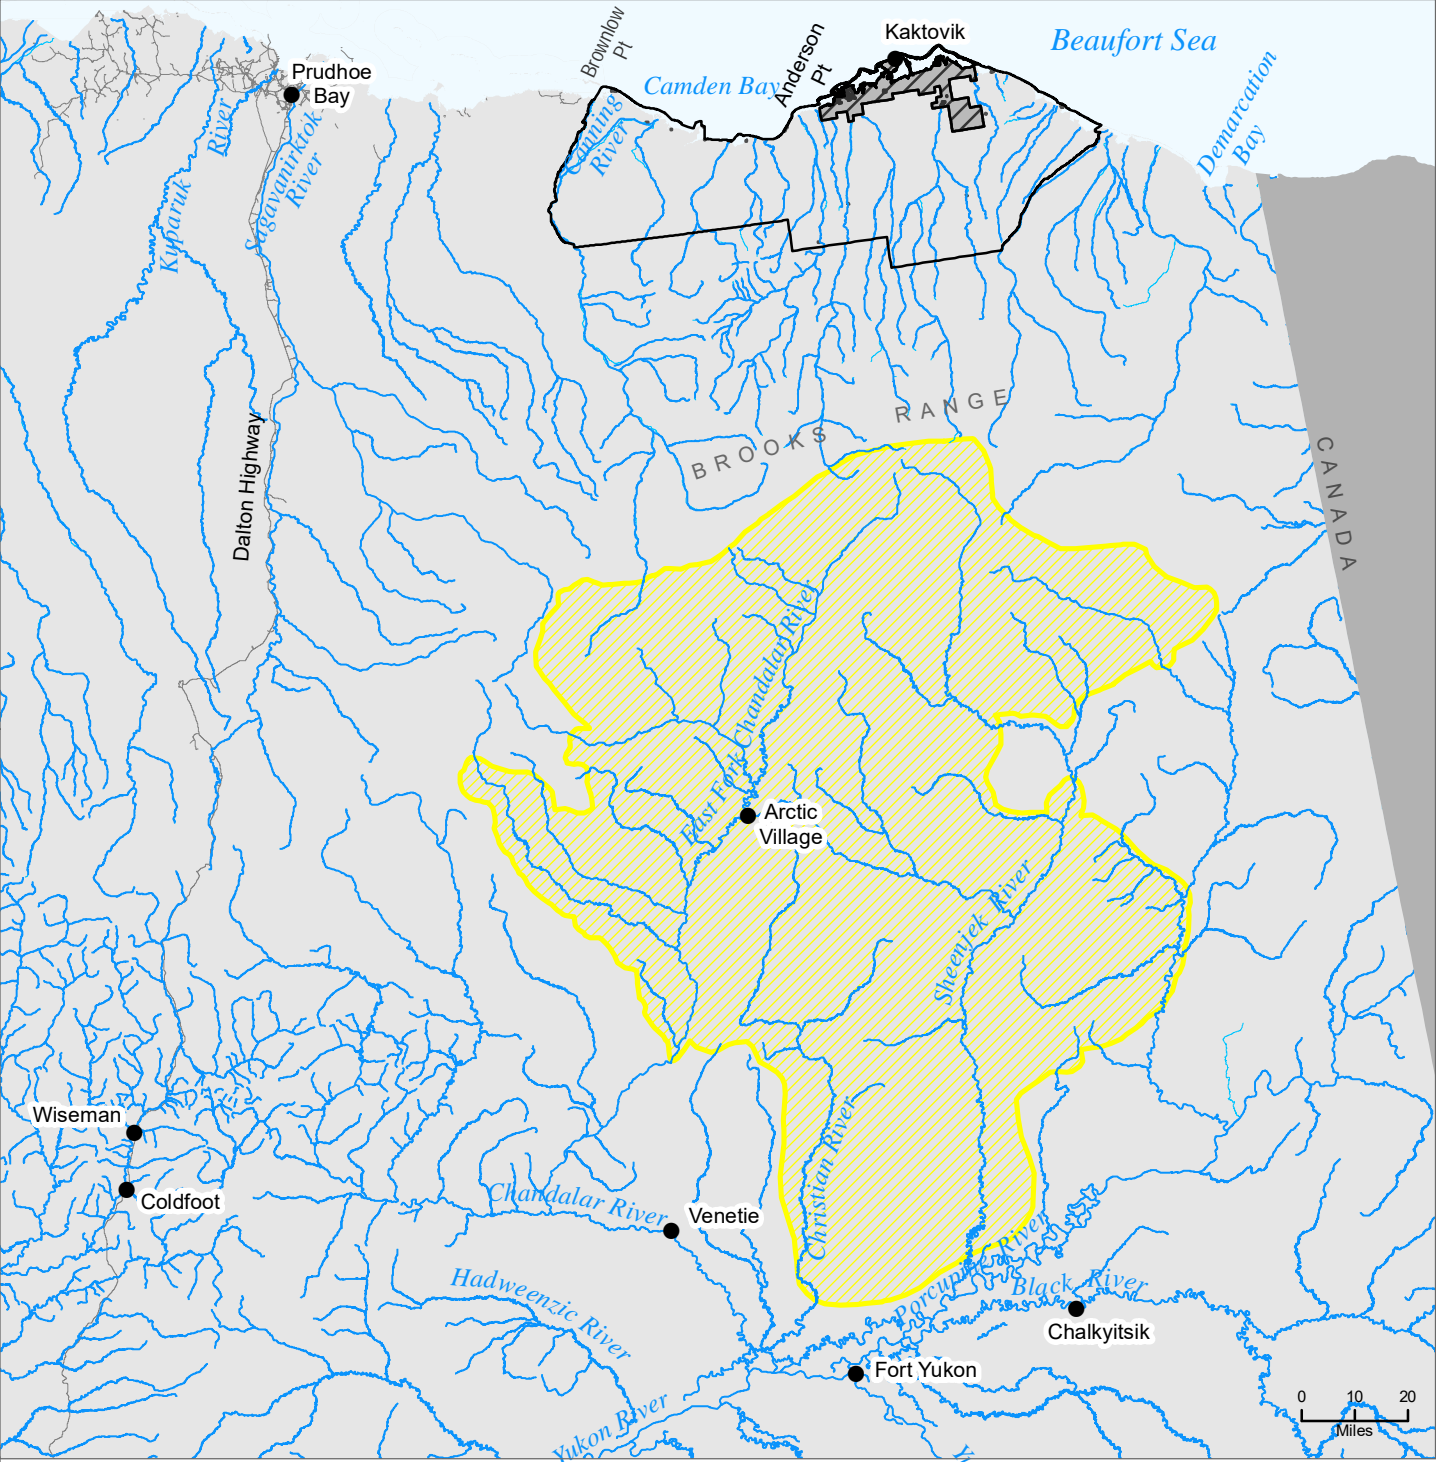 Beaufort Sea
Kaktovik
Brownlow
Pt
Anderson
Pt
Camden Bay
Prudhoe
Bay
Demarcation
Bay
Canning
River
Kuparuk
River
Sagavanirktok
River
BROOKS RANGE
CANADA
Dalton Highway
East Fork Chandalar River
Arctic
Village
Sheenjek River
Wiseman
Coldfoot
Christian River
Chandalar River
Venetie
Porcupine River
Black River
Hadweenzic River
Chalkyitsik
Fort Yukon
Yukon River
0 10 20
Miles